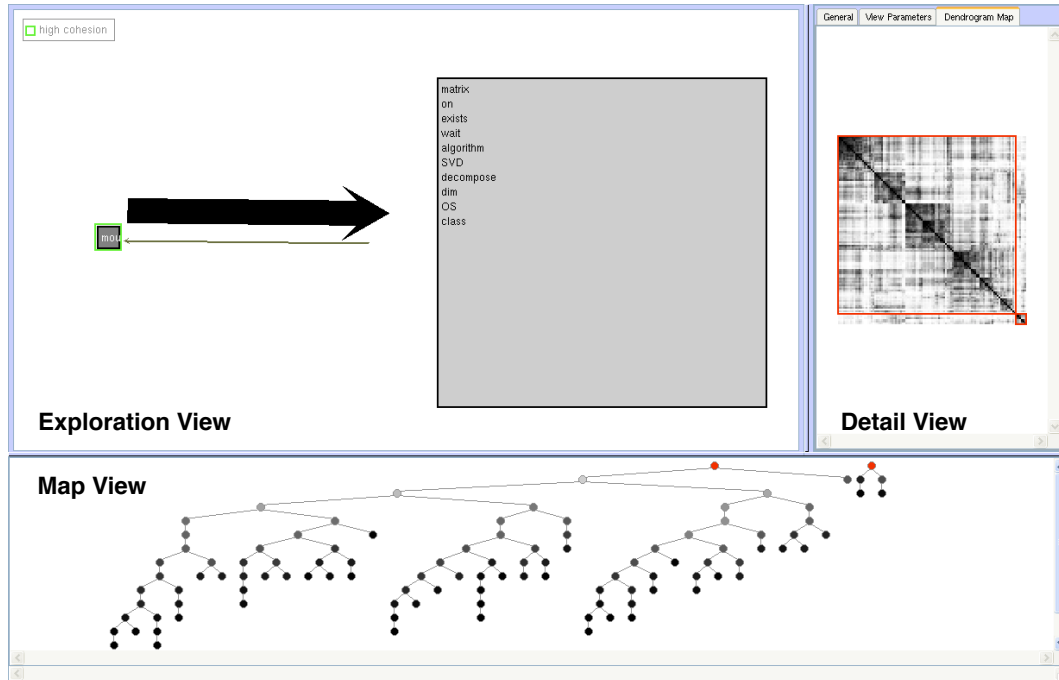 high cohesion
General View Parameters Dendrogram Map
matrix
on
exists
wait
algorithm
SVD
decompose
dim
OS
class
mou
Exploration View
Detail View
Map View